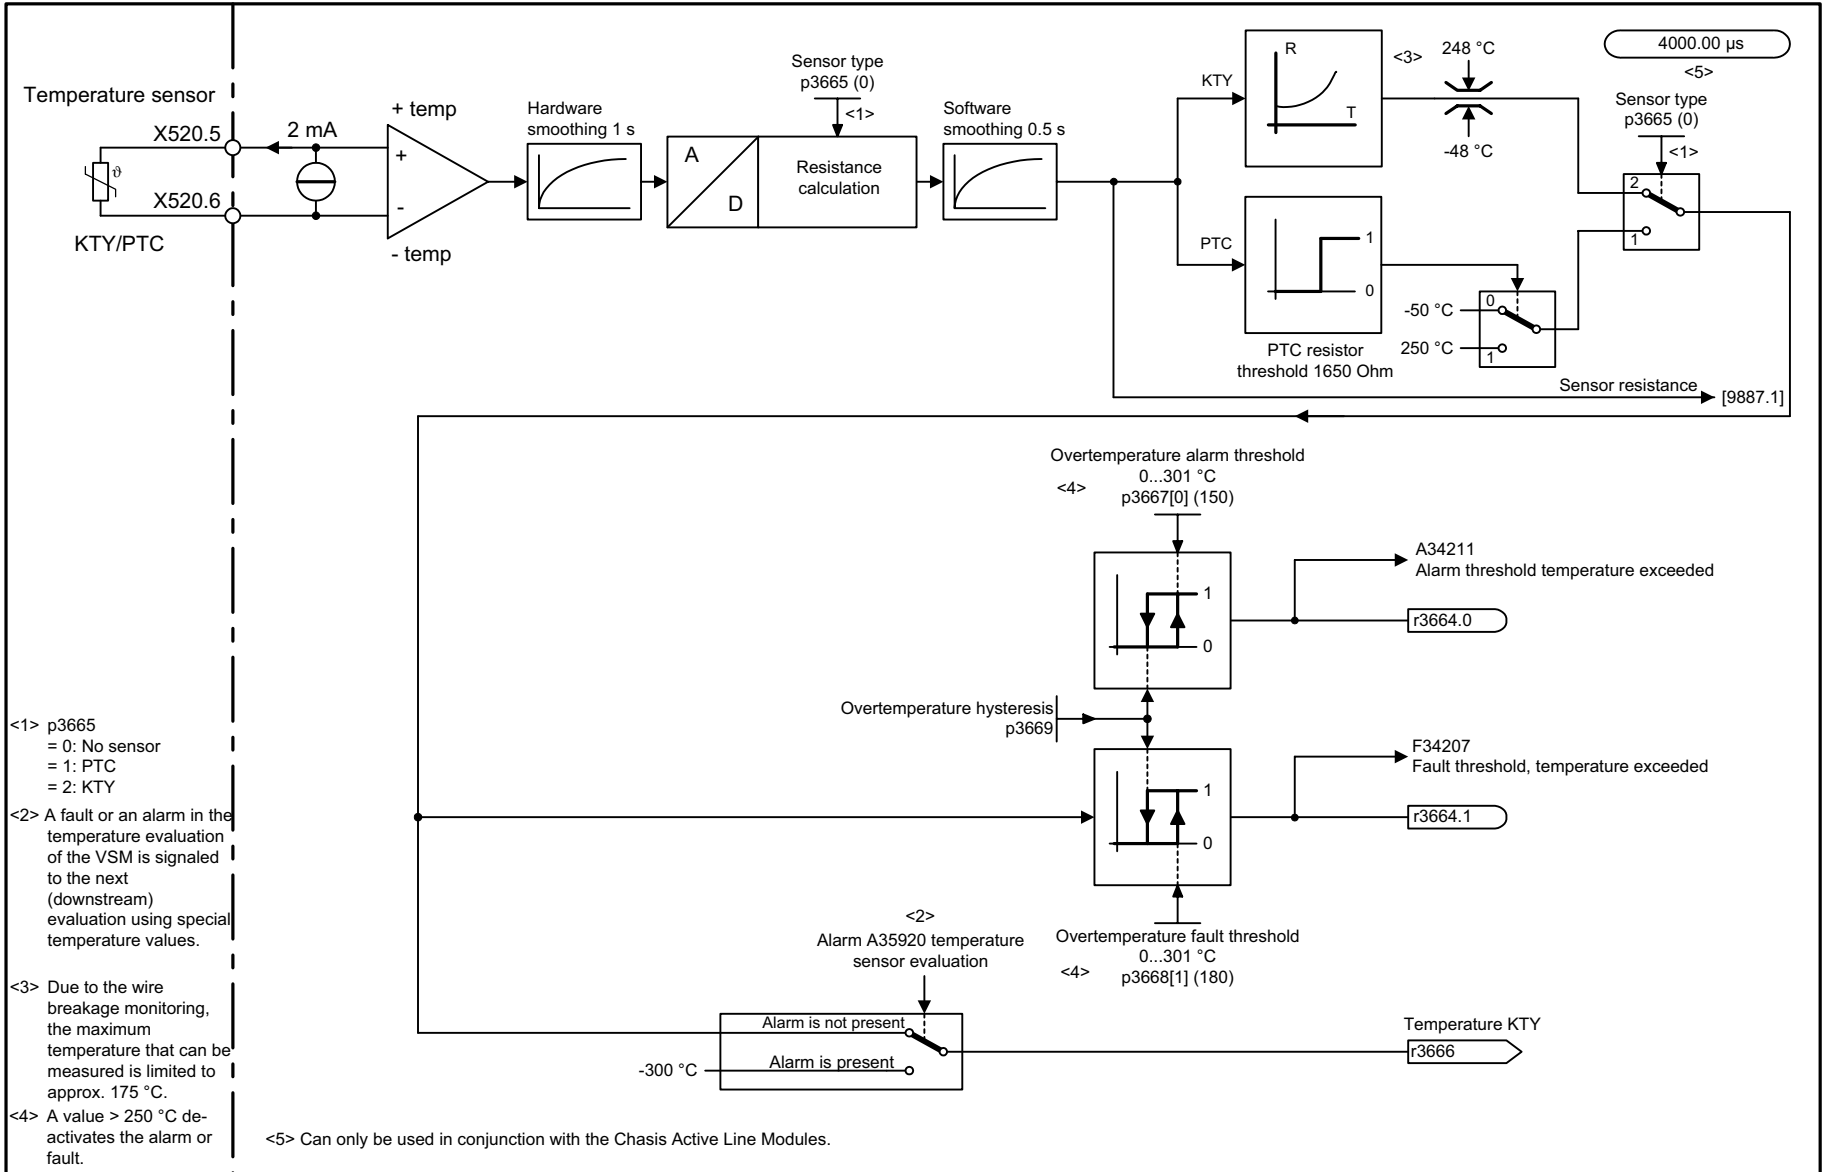 4000.00 µs
<5>
Temperature sensor
X520.5
X520.6
ϑ
KTY/PTC
2 mA
+ temp
+
-
- temp
Hardware
smoothing 1 s
Sensor type
p3665 (0)
<1>
A
D
Resistance
calculation
Software
smoothing 0.5 s
KTY
R
T
<3>
248 °C
-48 °C
Sensor type
p3665 (0)
<1>
2
1
PTC
1
0
PTC resistor
threshold 1650 Ohm
-50 °C
0
250 °C
1
Sensor resistance
[9887.1]
Overtemperature alarm threshold
0...301 °C
<4>
p3667[0] (150)
1
0
A34211
Alarm threshold temperature exceeded
r3664.0
Overtemperature hysteresis
p3669
1
0
F34207
Fault threshold, temperature exceeded
r3664.1
Overtemperature fault threshold
0...301 °C
<4>
p3668[1] (180)
<2>
Alarm A35920 temperature
sensor evaluation
Alarm is not present
-300 °C
Alarm is present
Temperature KTY
r3666
<1> p3665
= 0: No sensor
= 1: PTC
= 2: KTY
<2> A fault or an alarm in the
temperature evaluation
of the VSM is signaled
to the next
(downstream)
evaluation using special
temperature values.
<3> Due to the wire
breakage monitoring,
the maximum
temperature that can be
measured is limited to
approx. 175 °C.
<4> A value > 250 °C de-
activates the alarm or
fault.
<5> Can only be used in conjunction with the Chasis Active Line Modules.